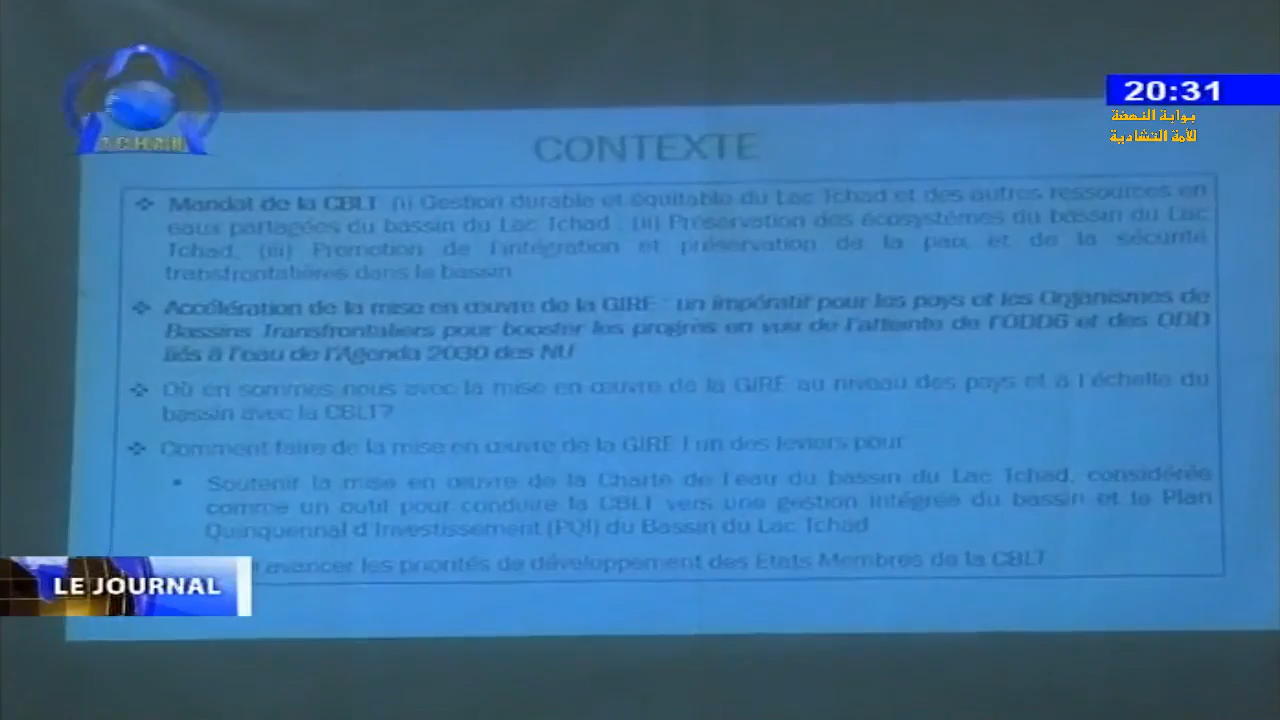 TCHAD
20:31
بوابة النهضة
للأمة التشادية
CONTEXTE
❖ Mandat de la CBLT (i) Gestion durable et équitable du Lac Tchad et des autres ressources en
eaux partagées du bassin du Lac Tchad ; (ii) Préservation des écosystèmes du bassin du Lac
Tchad, (iii) Promotion de l'intégration et préservation de la paix et de la sécurité
transfrontalières dans le bassin
❖ Accélération de la mise en œuvre de la GIRE : un impératif pour les pays et les Organismes de
Bassins Transfrontaliers pour booster les progrès en vue de l'atteinte de l'ODD6 et des ODD
liés à l'eau de l'Agenda 2030 des NU
❖ Où en sommes nous avec la mise en œuvre de la GIRE au niveau des pays et à l'échelle du
bassin avec la CBLT?
❖ Comment faire de la mise en œuvre de la GIRE l'un des leviers pour
• Soutenir la mise en œuvre de la Charte de l'eau du bassin du Lac Tchad, considérée
comme un outil pour conduire la CBLT vers une gestion intégrée du bassin et le Plan
Quinquennal d'Investissement (PQI) du Bassin du Lac Tchad
avancer les priorités de développement des Etats Membres de la CBLT
LE JOURNAL